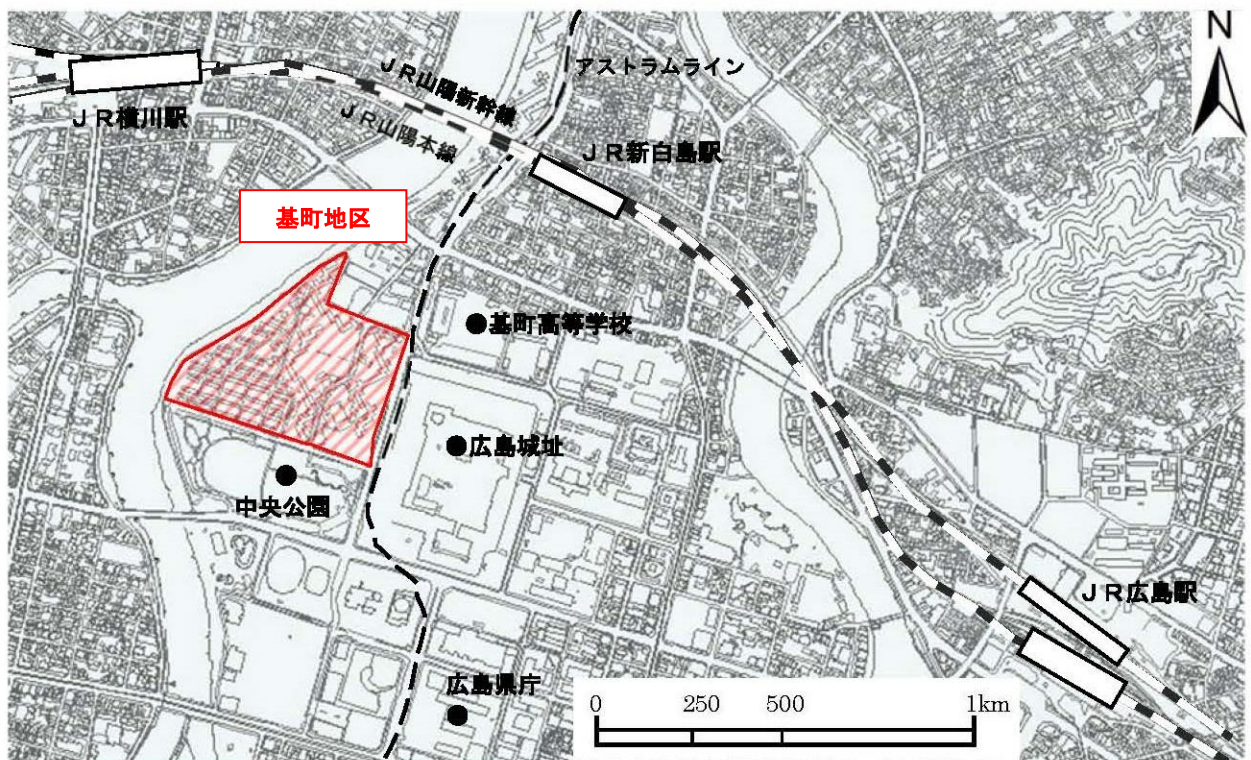 N
アストラムライン
JR山陽新幹線
JR横川駅
JR山陽本線
JR新白島駅
基町地区
基町高等学校
広島城址
中央公園
JR広島駅
広島県庁
0 250 500 1km